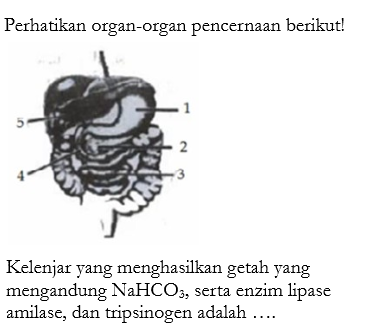 Perhatikan organ-organ pencernaan berikut!
1
5
2
4
3
Kelenjar yang menghasilkan getah yang
mengandung NaHCO₃, serta enzim lipase
amilase, dan tripsinogen adalah ....